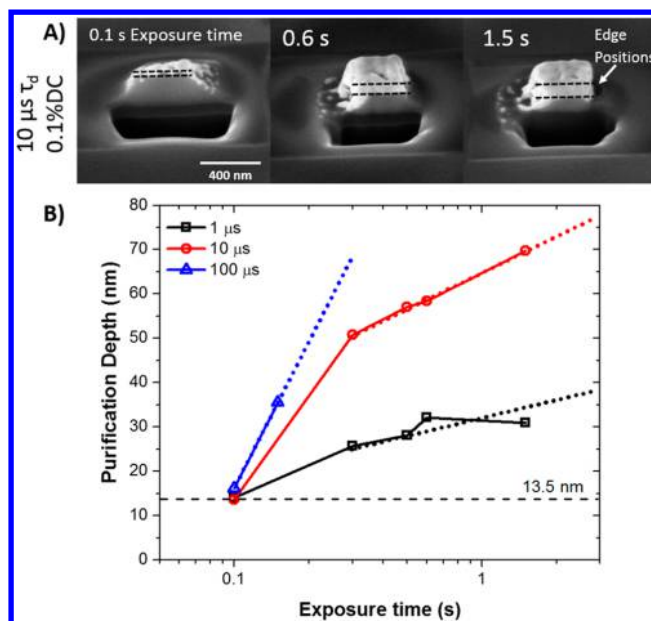 A)
0.1 s Exposure time
0.6 s
1.5 s
Edge
Positions
10 µs τd
0.1%DC
400 nm
B)
80
70
60
50
40
30
20
10
0
Purification Depth (nm)
1 µs
10 µs
100 µs
13.5 nm
0.1
1
Exposure time (s)